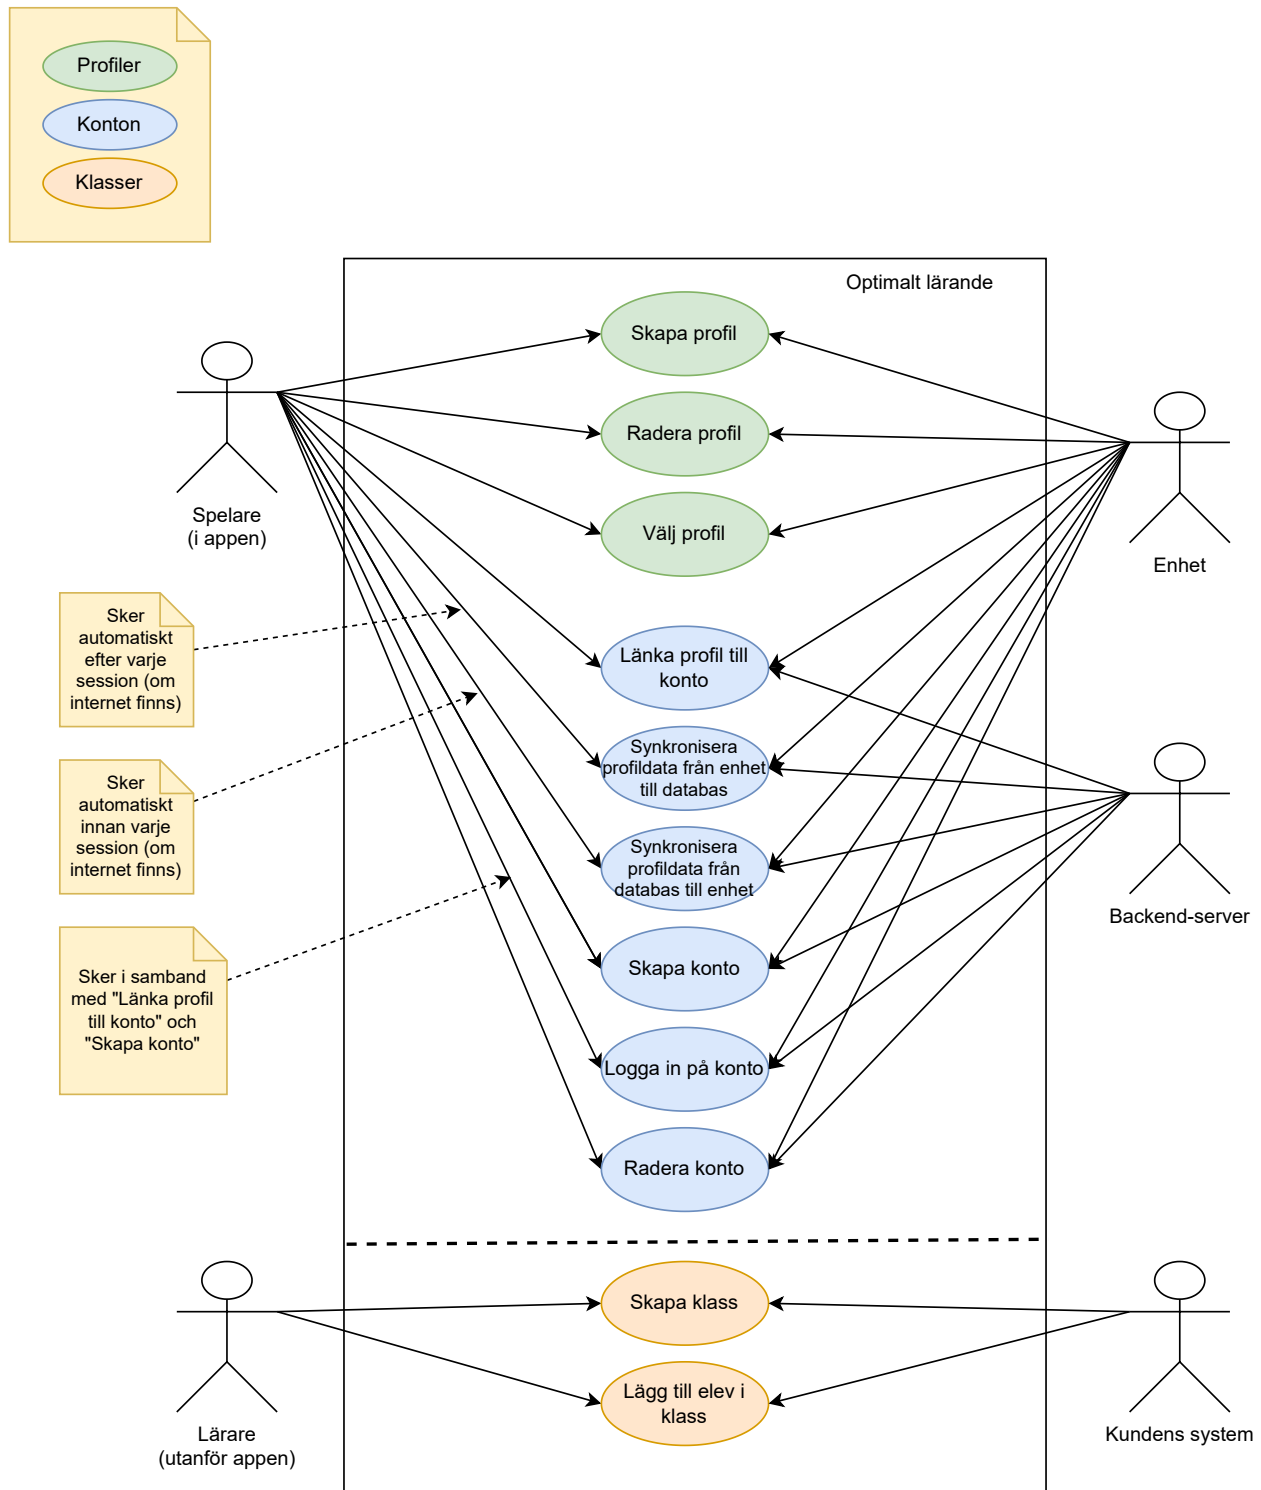 Profiler
Konton
Klasser
Optimalt lärande
Skapa profil
Radera profil
Välj profil
Spelare
(i appen)
Enhet
Sker
automatiskt
efter varje
session (om
internet finns)
Länka profil till
konto
Synkronisera
profildata från enhet
till databas
Sker
automatiskt
innan varje
session (om
internet finns)
Synkronisera
profildata från
databas till enhet
Backend-server
Skapa konto
Sker i samband
med "Länka profil
till konto" och
"Skapa konto"
Logga in på konto
Radera konto
Skapa klass
Lägg till elev i
klass
Lärare
(utanför appen)
Kundens system